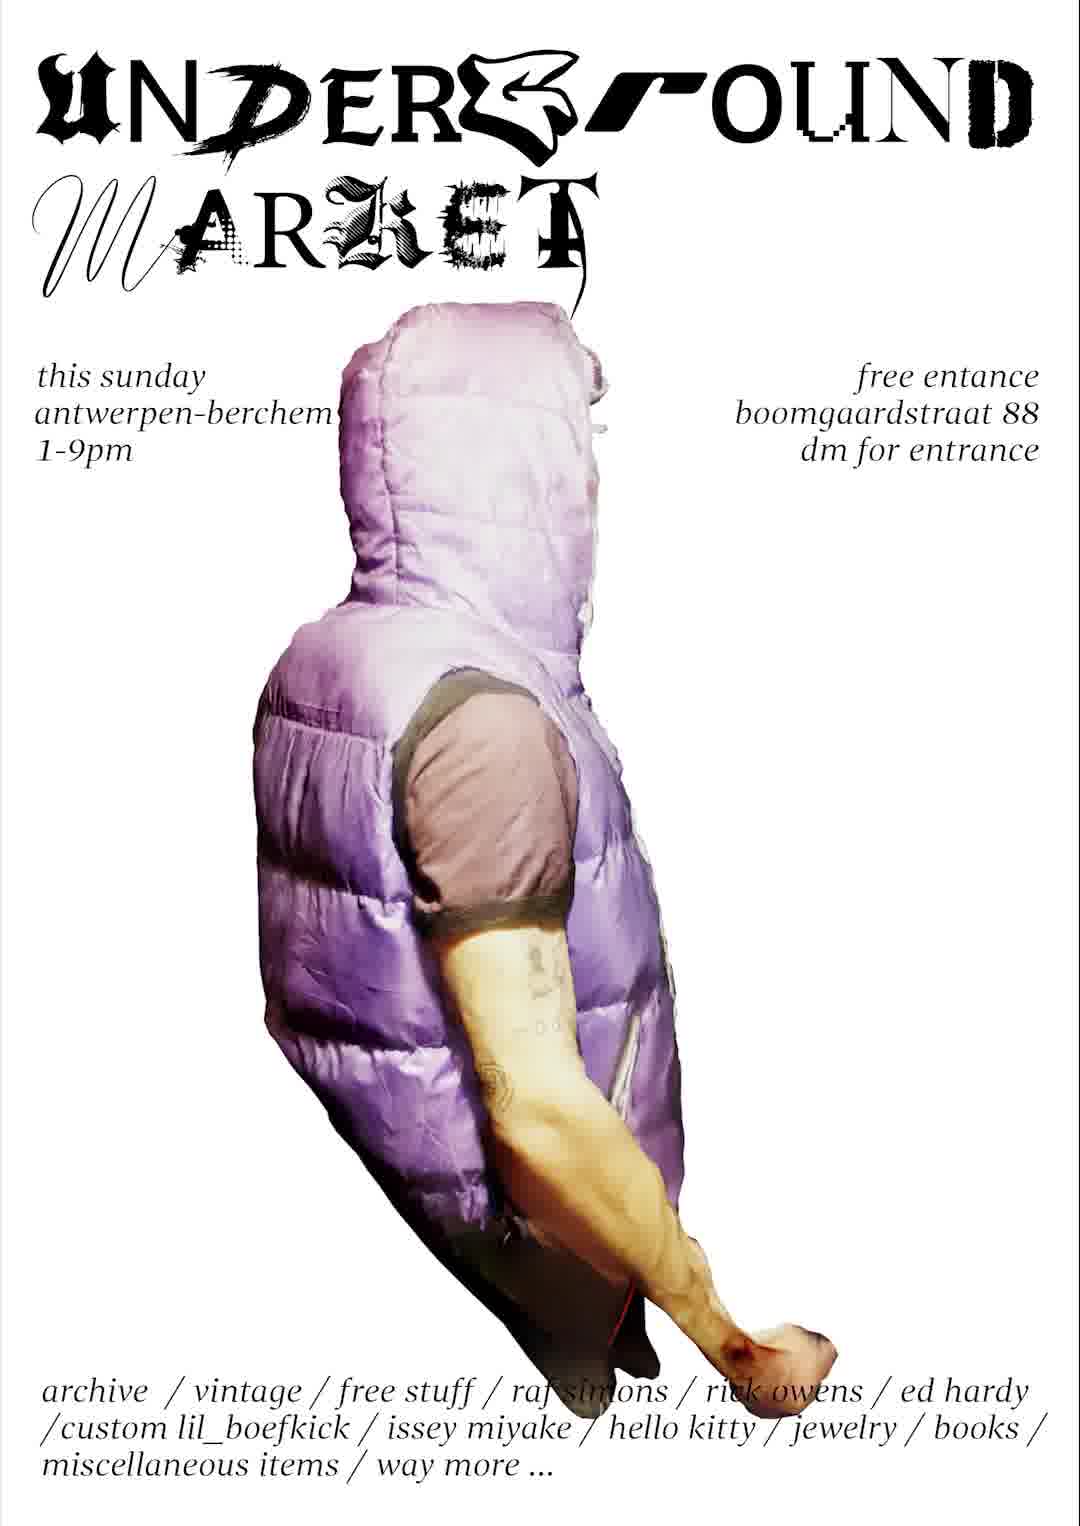 UNDERGrOUND
MARKET
this sunday
antwerpen-berchem
1-9pm
free entance
boomgaardstraat 88
dm for entrance
archive / vintage / free stuff / raf simons / rick owens / ed hardy
/custom lil_boefkick / issey miyake / hello kitty / jewelry / books /
miscellaneous items / way more ...